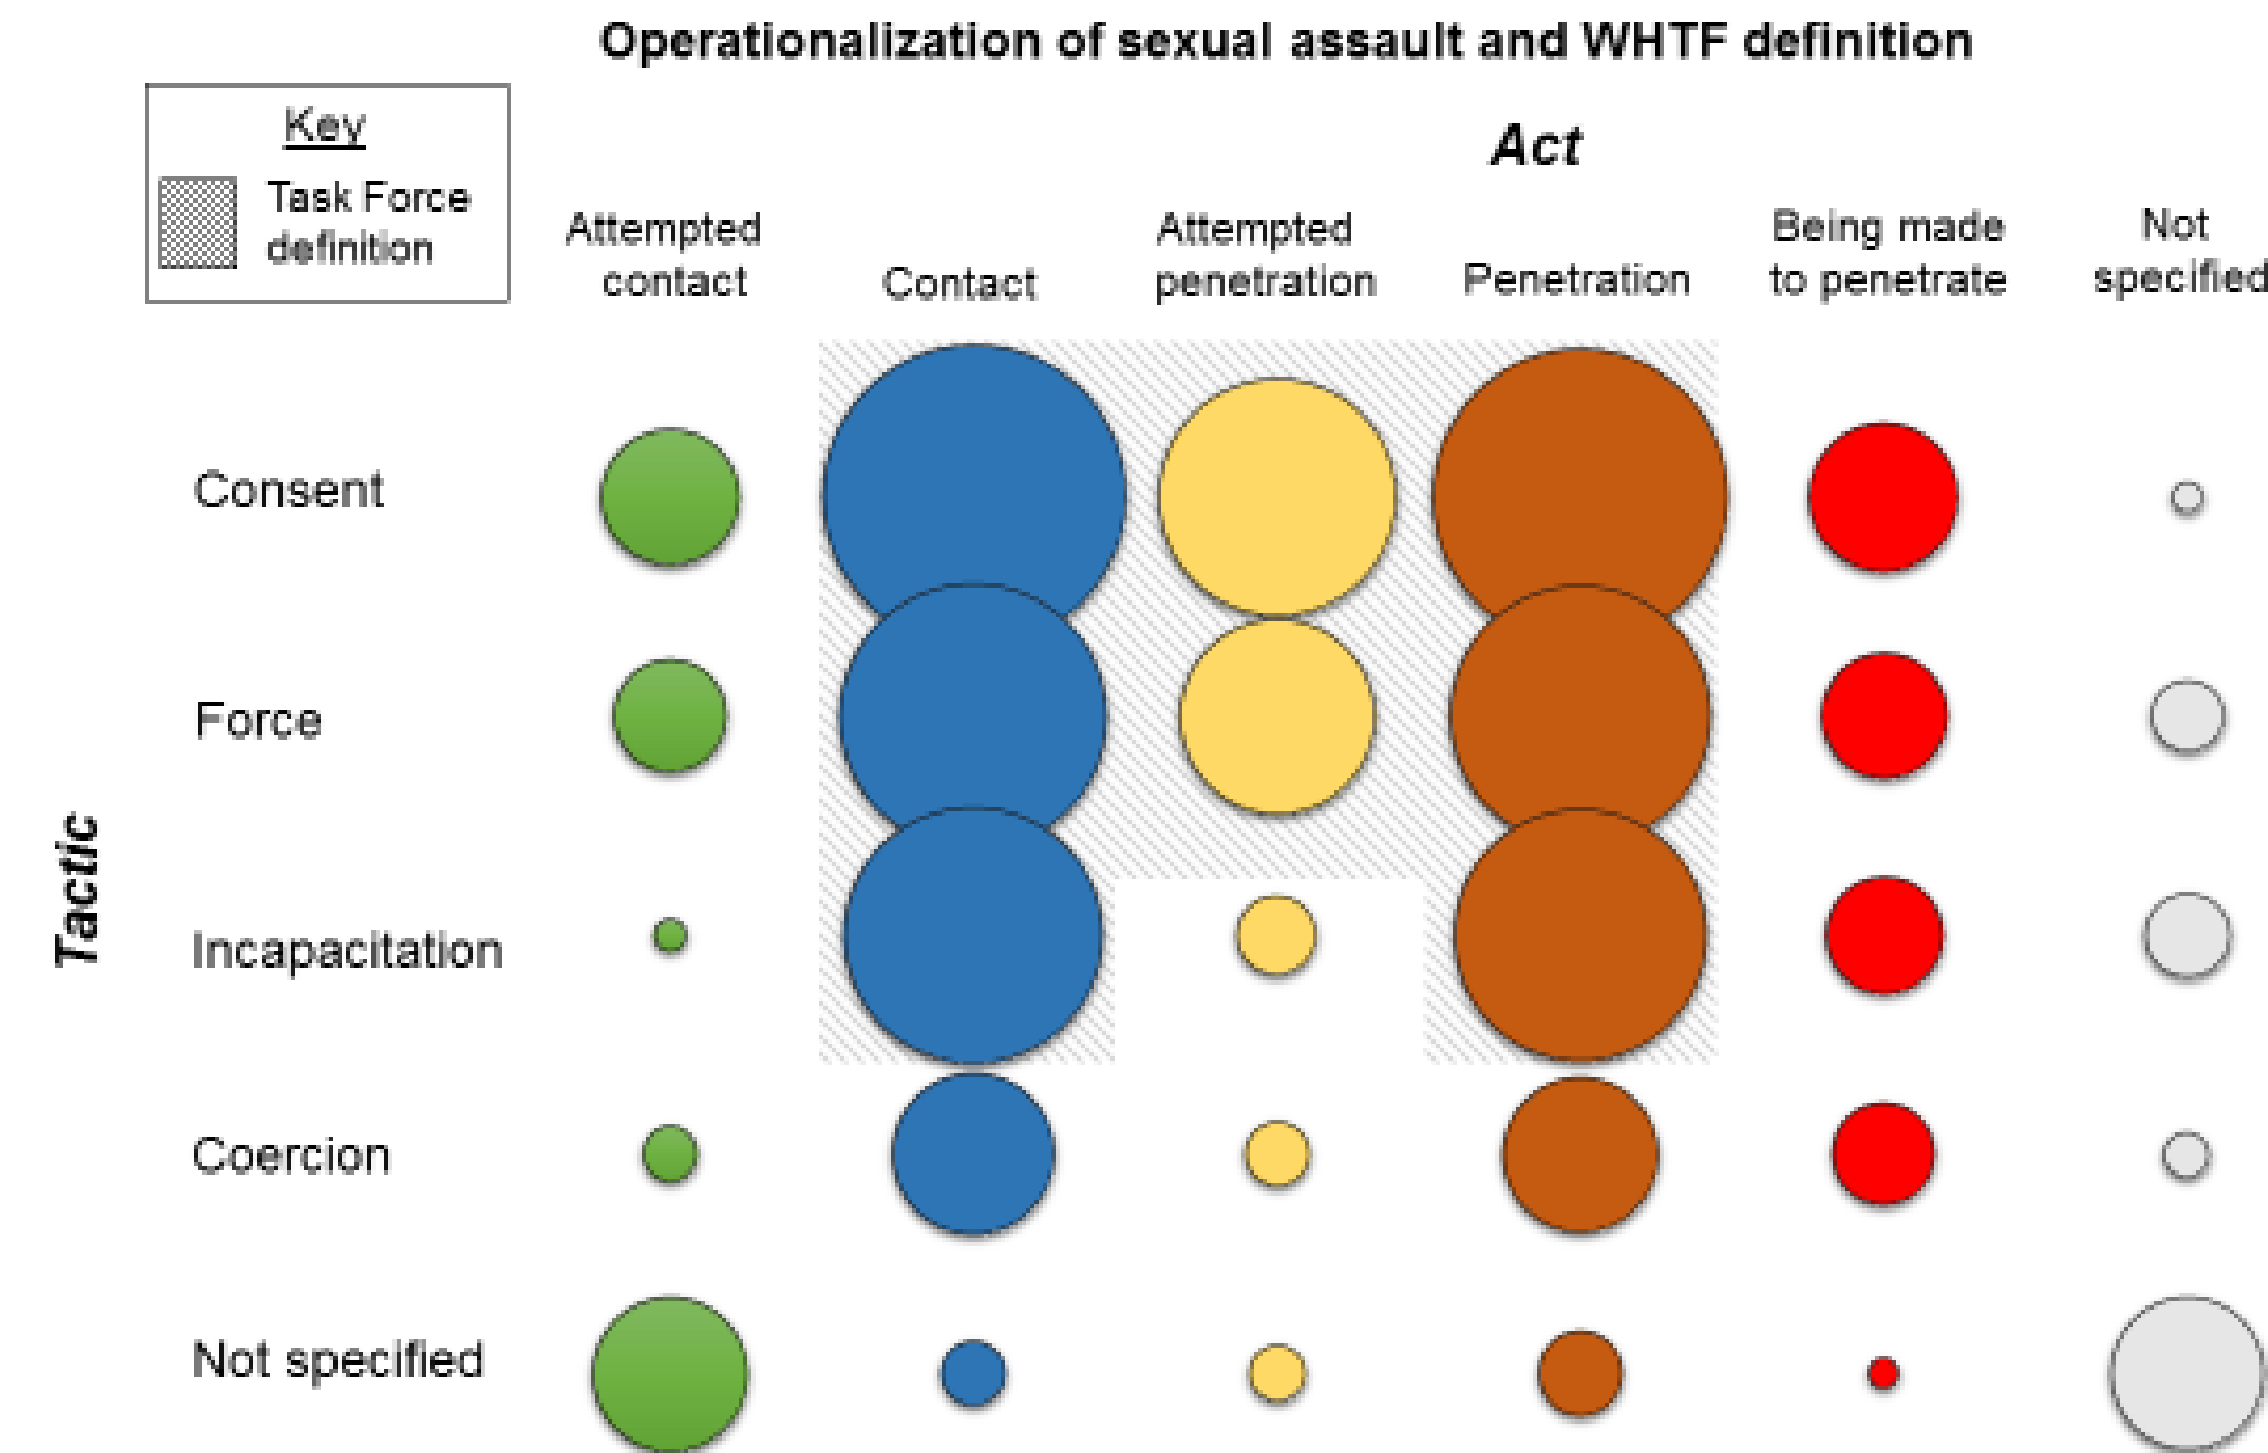 Operationalization of sexual assault and WHTF definition
Key
Task Force
definition
Act
Attempted
contact
Contact
Attempted
penetration
Penetration
Being made
to penetrate
Not
specified
Tactic
Consent
Force
Incapacitation
Coercion
Not specified